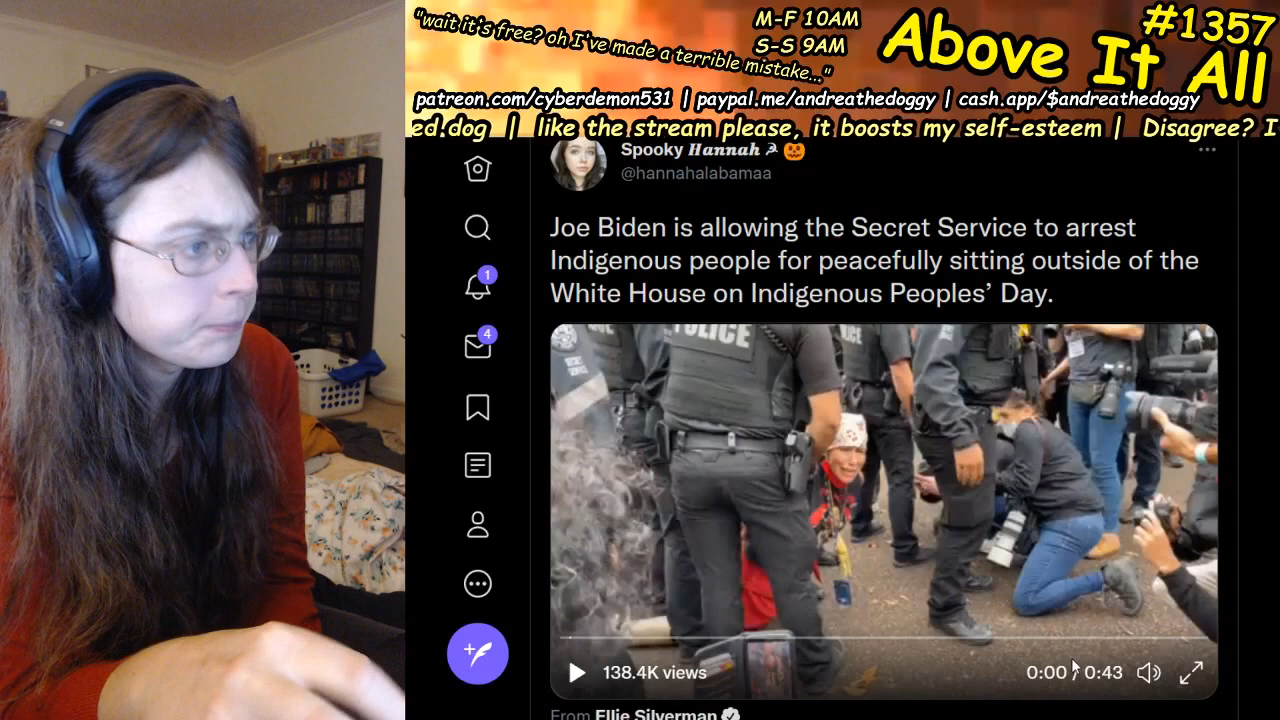 "wait it's free? oh I've made a terrible mistake..."
M-F 10AM
S-S 9AM
Above It All
#1357
patreon.com/cyberdemon531 | paypal.me/andreathedoggy | cash.app/$andreathedoggy
ed.dog | like the stream please, it boosts my self-esteem | Disagree? I
Spooky Hannah
@hannahalabamaa
Joe Biden is allowing the Secret Service to arrest
Indigenous people for peacefully sitting outside of the
White House on Indigenous Peoples' Day.
1
4
POLICE
SECRET
SERVICE
138.4K views
0:00 / 0:43
From Ellie Silverman